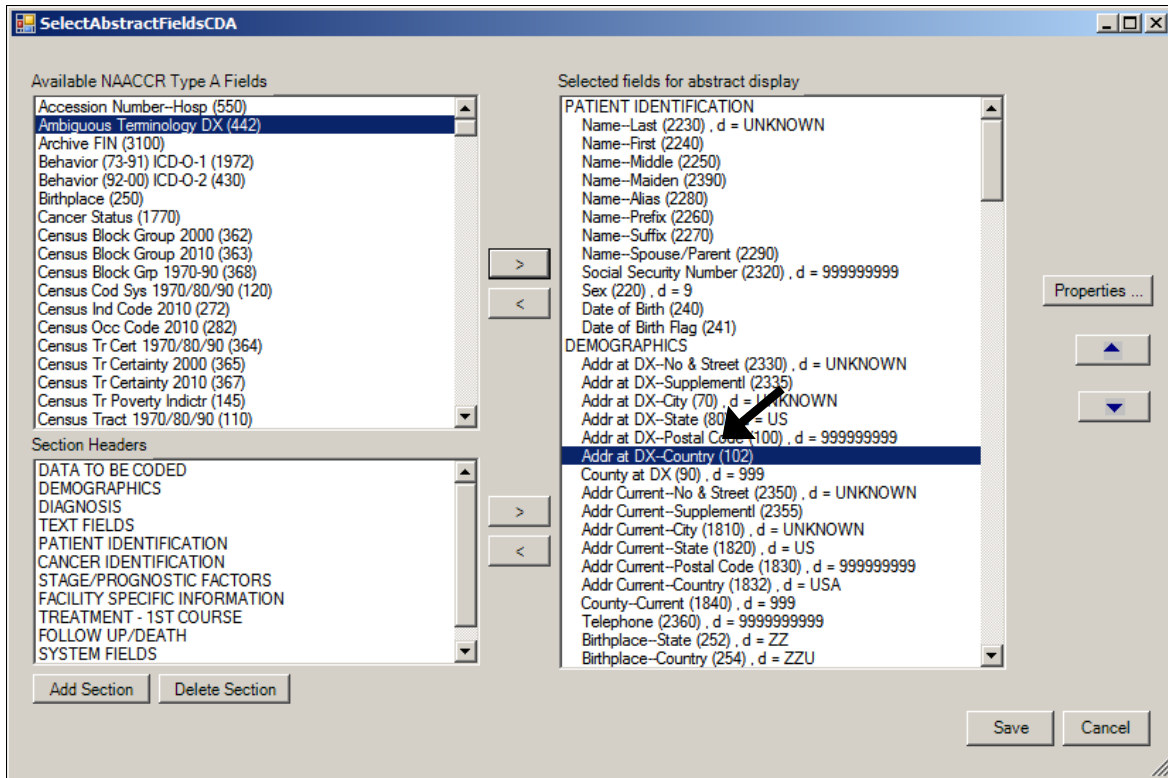 SelectAbstractFieldsCDA
Available NAACCR Type A Fields
Accession Number--Hosp (550)
Ambiguous Terminology DX (442)
Archive FIN (3100)
Behavior (73-91) ICD-O-1 (1972)
Behavior (92-00) ICD-O-2 (430)
Birthplace (250)
Cancer Status (1770)
Census Block Group 2000 (362)
Census Block Group 2010 (363)
Census Block Grp 1970-90 (368)
Census Cod Sys 1970/80/90 (120)
Census Ind Code 2010 (272)
Census Occ Code 2010 (282)
Census Tr Cert 1970/80/90 (364)
Census Tr Certainty 2000 (365)
Census Tr Certainty 2010 (367)
Census Tr Poverty Indictr (145)
Census Tract 1970/80/90 (110)
Section Headers
DATA TO BE CODED
DEMOGRAPHICS
DIAGNOSIS
TEXT FIELDS
PATIENT IDENTIFICATION
CANCER IDENTIFICATION
STAGE/PROGNOSTIC FACTORS
FACILITY SPECIFIC INFORMATION
TREATMENT - 1ST COURSE
FOLLOW UP/DEATH
SYSTEM FIELDS
Add Section
Delete Section
>
<
>
<
Selected fields for abstract display
PATIENT IDENTIFICATION
Name--Last (2230) , d = UNKNOWN
Name--First (2240)
Name--Middle (2250)
Name--Maiden (2390)
Name--Alias (2280)
Name--Prefix (2260)
Name--Suffix (2270)
Name--Spouse/Parent (2290)
Social Security Number (2320) , d = 999999999
Sex (220) , d = 9
Date of Birth (240)
Date of Birth Flag (241)
DEMOGRAPHICS
Addr at DX--No & Street (2330) , d = UNKNOWN
Addr at DX--Supplementl (2335)
Addr at DX--City (70) , d = UNKNOWN
Addr at DX--State (80) = US
Addr at DX--Postal Code (100) , d = 999999999
Addr at DX--Country (102)
County at DX (90) , d = 999
Addr Current--No & Street (2350) , d = UNKNOWN
Addr Current--Supplementl (2355)
Addr Current--City (1810) , d = UNKNOWN
Addr Current--State (1820) , d = US
Addr Current--Postal Code (1830) , d = 999999999
Addr Current--Country (1832) , d = USA
County--Current (1840) , d = 999
Telephone (2360) , d = 9999999999
Birthplace--State (252) , d = ZZ
Birthplace--Country (254) , d = ZZU
Properties ...
Save
Cancel